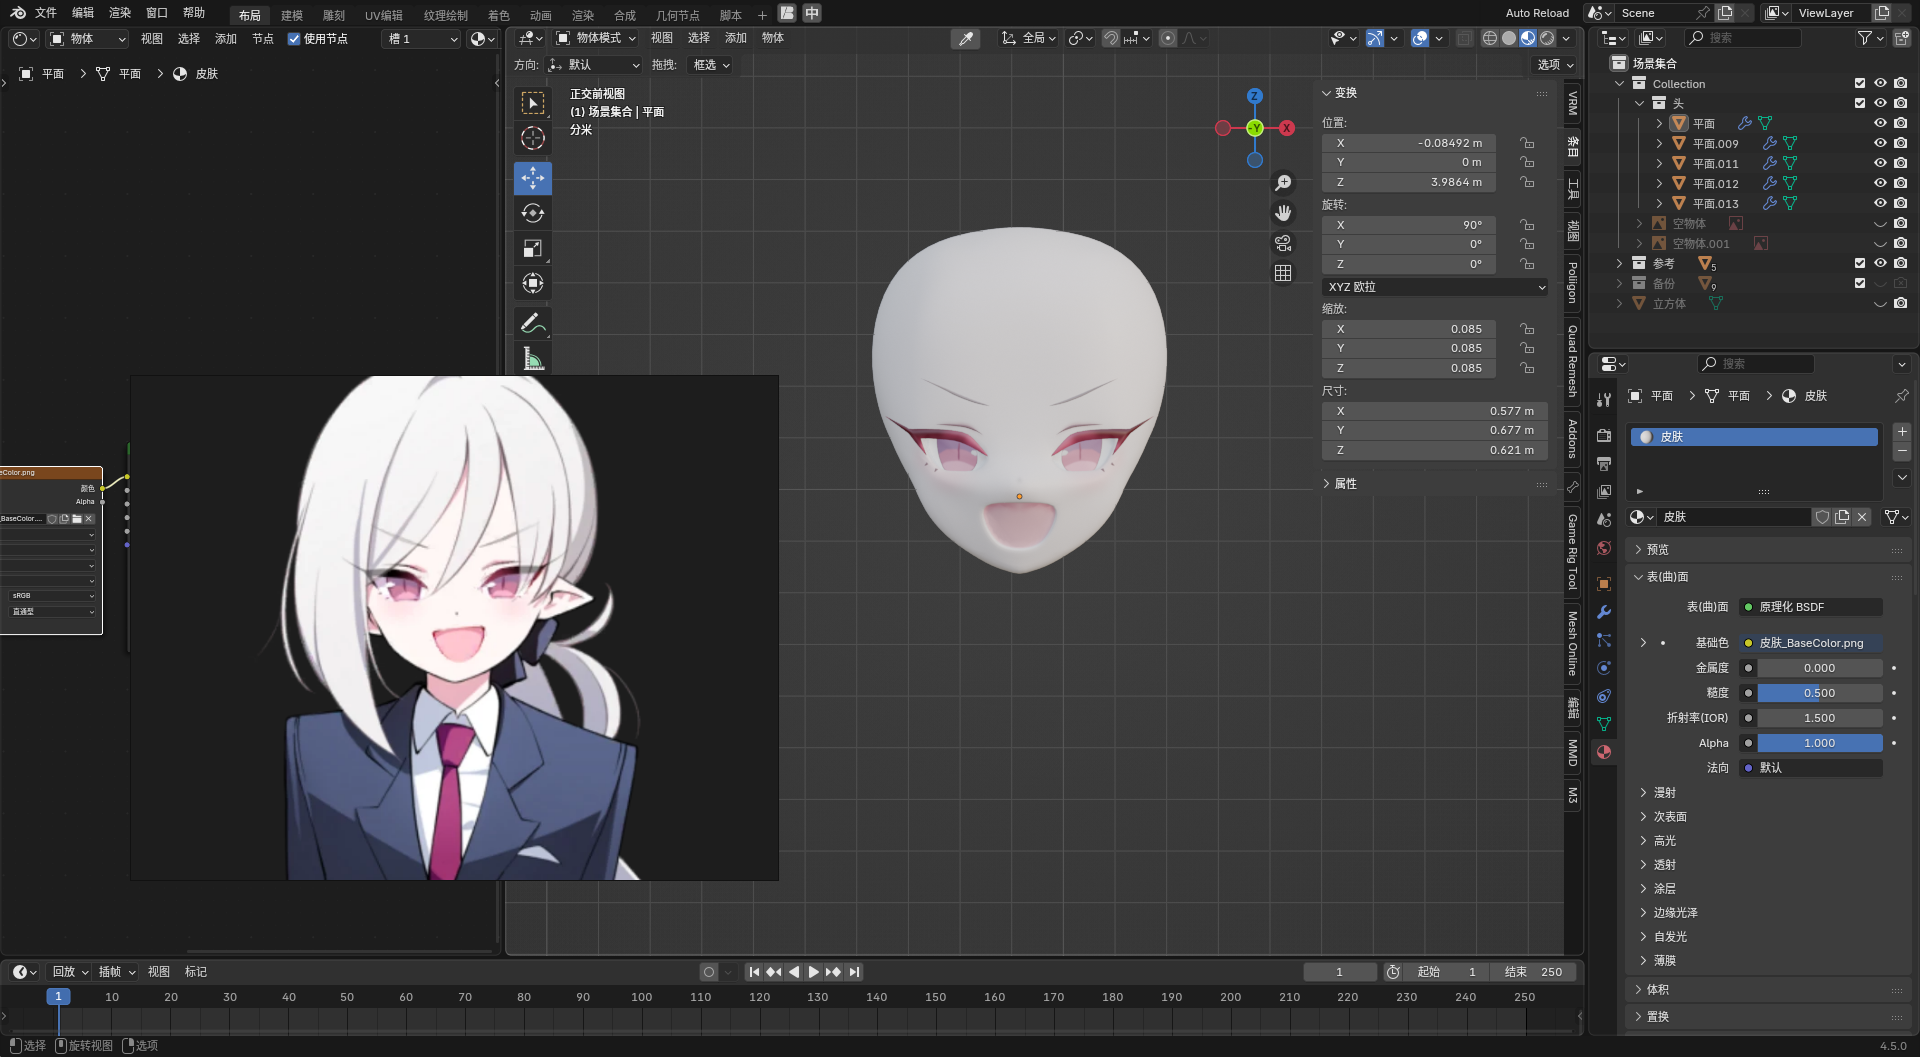 文件 编辑 渲染 窗口 帮助 布局 建模 雕刻 UV编辑 纹理绘制 着色 动画 渲染 合成 几何节点 脚本 + 中 Auto Reload Scene ViewLayer
物体 视图 选择 添加 节点 使用节点 槽 1
平面 平面 皮肤
物体模式 视图 选择 添加 物体 全局
方向: 默认 拖拽: 框选 选项
正交前视图
(1) 场景集合 | 平面
分米
Z
-Y X
变换
位置:
X -0.08492 m
Y 0 m
Z 3.9864 m
旋转:
X 90°
Y 0°
Z 0°
XYZ 欧拉
缩放:
X 0.085
Y 0.085
Z 0.085
尺寸:
X 0.577 m
Y 0.677 m
Z 0.621 m
属性
VRM
条目
工具
视图
Poliigon
Quad Remesh
Addons
Game Rig Tool
Mesh Online
编辑
MMD
M3
eColor.png
颜色
Alpha
_BaseColor....
sRGB
直通型
搜索
场景集合
Collection
头
平面
平面.009
平面.011
平面.012
平面.013
空物体
空物体.001
参考 5
备份 9
立方体
搜索
平面 平面 皮肤
皮肤
皮肤
预览
表(曲)面
表(曲)面 原理化 BSDF
基础色 皮肤_BaseColor.png
金属度 0.000
糙度 0.500
折射率(IOR) 1.500
Alpha 1.000
法向 默认
漫射
次表面
高光
透射
涂层
边缘光泽
自发光
薄膜
体积
置换
回放 插帧 视图 标记 1 起始 1 结束 250
1 10 20 30 40 50 60 70 80 90 100 110 120 130 140 150 160 170 180 190 200 210 220 230 240 250
选择 旋转视图 选项 4.5.0